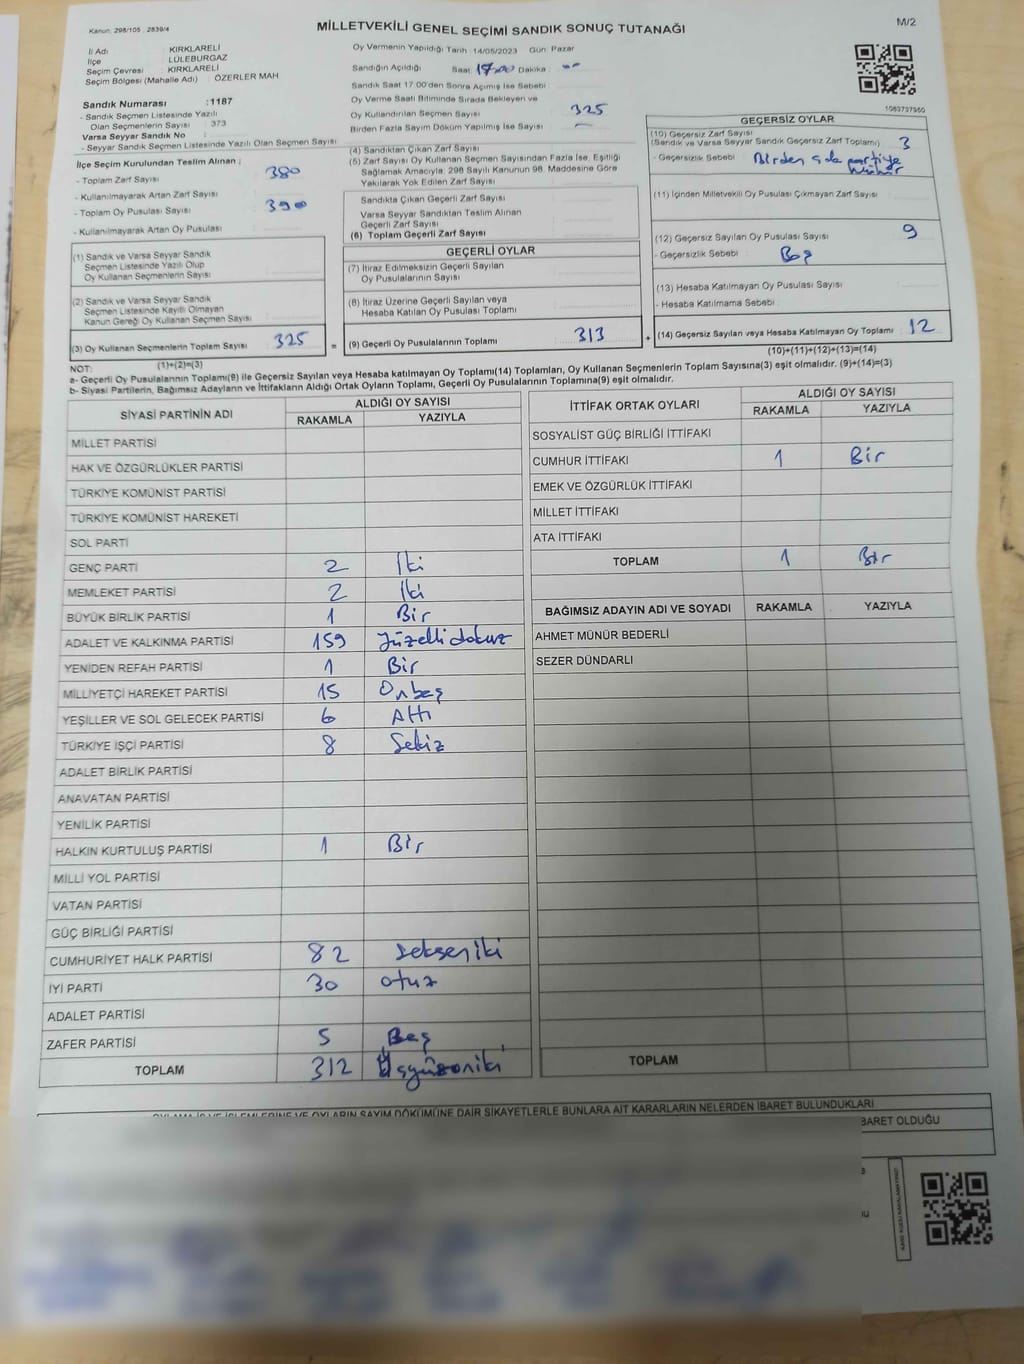 Kanun: 298/105 , 2839/4
MİLLETVEKİLİ GENEL SEÇİMİ SANDIK SONUÇ TUTANAĞI
M/2
İl Adı : KIRKLARELİ
İlçe : LÜLEBURGAZ
Seçim Çevresi : KIRKLARELİ
Seçim Bölgesi (Mahalle Adı) : ÖZERLER MAH
Sandık Numarası : 1187
- Sandık Seçmen Listesinde Yazılı
Olan Seçmenlerin Sayısı : 373
Varsa Seyyar Sandık No :
- Seyyar Sandık Seçmen Listesinde Yazılı Olan Seçmen Sayısı
İlçe Seçim Kurulundan Teslim Alınan ;
- Toplam Zarf Sayısı 380
- Kullanılmayarak Artan Zarf Sayısı
- Toplam Oy Pusulası Sayısı 390
- Kullanılmayarak Artan Oy Pusulası
(1) Sandık ve Varsa Seyyar Sandık
Seçmen Listesinde Yazılı Olup
Oy Kullanan Seçmenlerin Sayısı
(2) Sandık ve Varsa Seyyar Sandık
Seçmen Listesinde Kayıtlı Olmayan
Kanun Gereği Oy Kullanan Seçmen Sayısı
(3) Oy Kullanan Seçmenlerin Toplam Sayısı 325
(1)+(2)=(3)
Oy Vermenin Yapıldığı Tarih 14/05/2023 Gün Pazar
Sandığın Açıldığı Saat 17:00 Dakika
Sandık Saat 17:00'den Sonra Açılmış İse Sebebi
Oy Verme Saati Bitiminde Sırada Bekleyen ve
Oy Kullandırılan Seçmen Sayısı 325
Birden Fazla Sayım Döküm Yapılmış İse Sayısı –
(4) Sandıktan Çıkan Zarf Sayısı
(5) Zarf Sayısı Oy Kullanan Seçmen Sayısından Fazla İse, Eşitliği
Sağlamak Amacıyla, 298 Sayılı Kanunun 98. Maddesine Göre
Yakılarak Yok Edilen Zarf Sayısı
Sandıkta Çıkan Geçerli Zarf Sayısı
Varsa Seyyar Sandıktan Teslim Alınan
Geçerli Zarf Sayısı
(6) Toplam Geçerli Zarf Sayısı
GEÇERLİ OYLAR
(7) İtiraz Edilmeksizin Geçerli Sayılan
Oy Pusulalarının Sayısı
(8) İtiraz Üzerine Geçerli Sayılan veya
Hesaba Katılan Oy Pusulası Toplamı
= (9) Geçerli Oy Pusulalarının Toplamı 313 +
1083737950
GEÇERSİZ OYLAR
(10) Geçersiz Zarf Sayısı
(Sandık ve Varsa Seyyar Sandık Geçersiz Zarf Toplamı) 3
- Geçersizlik Sebebi Birden çok partiye
mühür
(11) İçinden Milletvekili Oy Pusulası Çıkmayan Zarf Sayısı
(12) Geçersiz Sayılan Oy Pusulası Sayısı 9
- Geçersizlik Sebebi Boş
(13) Hesaba Katılmayan Oy Pusulası Sayısı
- Hesaba Katılmama Sebebi
(14) Geçersiz Sayılan veya Hesaba Katılmayan Oy Toplamı 12
(10)+(11)+(12)+(13)=(14)
NOT:
a- Geçerli Oy Pusulalarının Toplamı(9) ile Geçersiz Sayılan veya Hesaba katılmayan Oy Toplamı(14) Toplamları, Oy Kullanan Seçmenlerin Toplam Sayısına(3) eşit olmalıdır. (9)+(14)=(3)
b- Siyasi Partilerin, Bağımsız Adayların ve İttifakların Aldığı Ortak Oyların Toplamı, Geçerli Oy Pusulalarının Toplamına(9) eşit olmalıdır.
SİYASİ PARTİNİN ADI ALDIĞI OY SAYISI
RAKAMLA YAZIYLA
MİLLET PARTİSİ
HAK VE ÖZGÜRLÜKLER PARTİSİ
TÜRKİYE KOMÜNİST PARTİSİ
TÜRKİYE KOMÜNİST HAREKETİ
SOL PARTİ
GENÇ PARTİ 2 İki
MEMLEKET PARTİSİ 2 İki
BÜYÜK BİRLİK PARTİSİ 1 Bir
ADALET VE KALKINMA PARTİSİ 159 yüzellidokuz
YENİDEN REFAH PARTİSİ 1 Bir
MİLLİYETÇİ HAREKET PARTİSİ 15 Onbeş
YEŞİLLER VE SOL GELECEK PARTİSİ 6 Altı
TÜRKİYE İŞÇİ PARTİSİ 8 Sekiz
ADALET BİRLİK PARTİSİ
ANAVATAN PARTİSİ
YENİLİK PARTİSİ
HALKIN KURTULUŞ PARTİSİ 1 Bir
MİLLİ YOL PARTİSİ
VATAN PARTİSİ
GÜÇ BİRLİĞİ PARTİSİ
CUMHURİYET HALK PARTİSİ 82 sekseniki
İYİ PARTİ 30 otuz
ADALET PARTİSİ
ZAFER PARTİSİ 5 Beş
TOPLAM 312 Üçyüzoniki
İTTİFAK ORTAK OYLARI ALDIĞI OY SAYISI
RAKAMLA YAZIYLA
SOSYALİST GÜÇ BİRLİĞİ İTTİFAKI
CUMHUR İTTİFAKI 1 Bir
EMEK VE ÖZGÜRLÜK İTTİFAKI
MİLLET İTTİFAKI
ATA İTTİFAKI
TOPLAM 1 Bir
BAĞIMSIZ ADAYIN ADI VE SOYADI RAKAMLA YAZIYLA
AHMET MÜNÜR BEDERLİ
SEZER DÜNDARLI
TOPLAM
OYLAMA İŞ VE İŞLEMLERİNE VE OYLARIN SAYIM DÖKÜMÜNE DAİR ŞİKAYETLERLE BUNLARA AİT KARARLARIN NELERDEN İBARET BULUNDUKLARI
BARET OLDUĞU